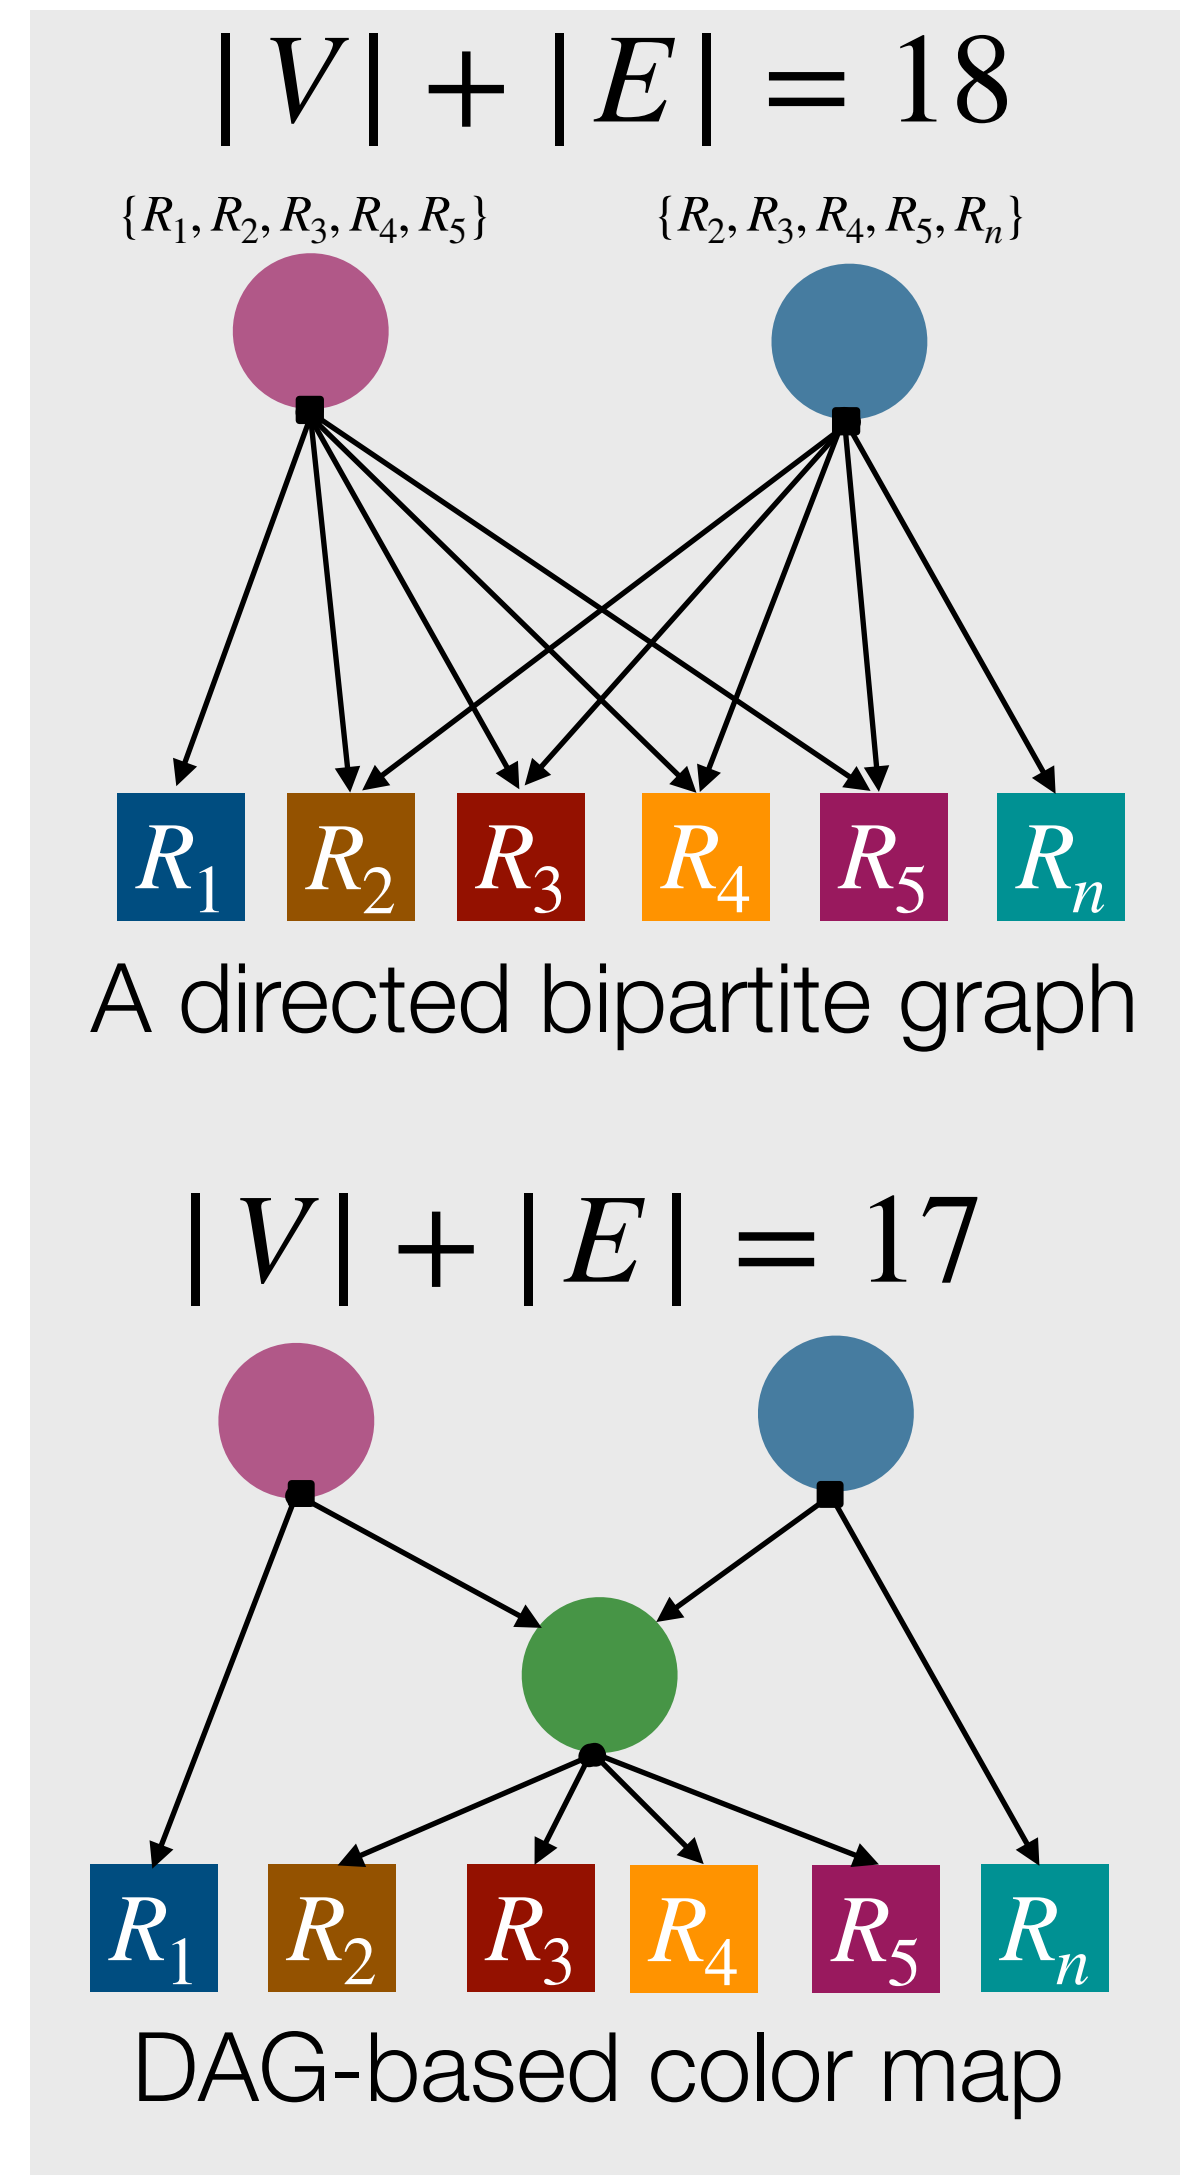 |V| + |E| = 18
{R₁, R₂, R₃, R₄, R₅} {R₂, R₃, R₄, R₅, Rₙ}
R₁ R₂ R₃ R₄ R₅ Rₙ
A directed bipartite graph
|V| + |E| = 17
R₁ R₂ R₃ R₄ R₅ Rₙ
DAG-based color map